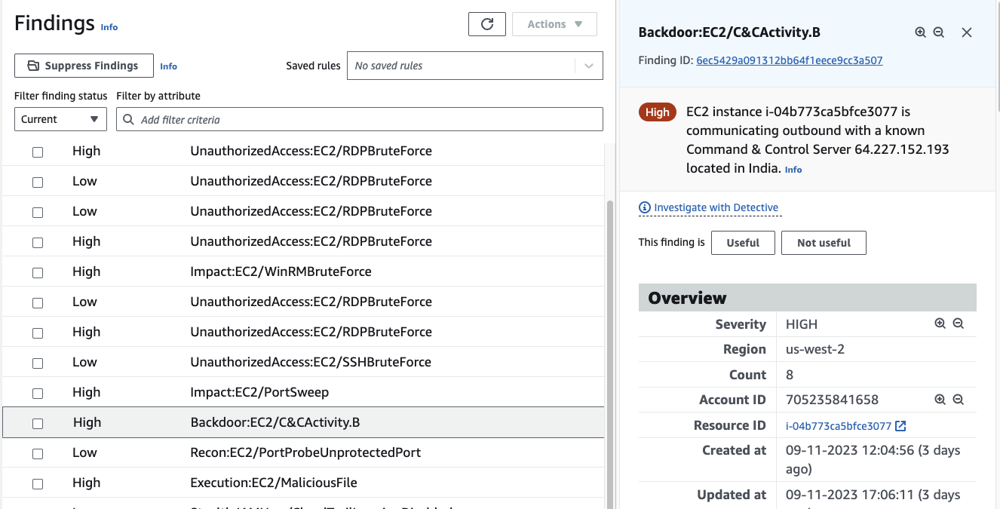 Findings Info
Actions
Suppress Findings Info
Saved rules No saved rules
Filter finding status Filter by attribute
Current Add filter criteria
High UnauthorizedAccess:EC2/RDPBruteForce
Low UnauthorizedAccess:EC2/RDPBruteForce
Low UnauthorizedAccess:EC2/RDPBruteForce
High UnauthorizedAccess:EC2/RDPBruteForce
High Impact:EC2/WinRMBruteForce
Low UnauthorizedAccess:EC2/RDPBruteForce
High UnauthorizedAccess:EC2/RDPBruteForce
Low UnauthorizedAccess:EC2/SSHBruteForce
High Impact:EC2/PortSweep
High Backdoor:EC2/C&CActivity.B
Low Recon:EC2/PortProbeUnprotectedPort
High Execution:EC2/MaliciousFile
Backdoor:EC2/C&CActivity.B
Finding ID: 6ec5429a091312bb64f1eece9cc3a507
High EC2 instance i-04b773ca5bfce3077 is
communicating outbound with a known
Command & Control Server 64.227.152.193
located in India. Info
Investigate with Detective
This finding is Useful Not useful
Overview
Severity HIGH
Region us-west-2
Count 8
Account ID 705235841658
Resource ID i-04b773ca5bfce3077
Created at 09-11-2023 12:04:56 (3 days
ago)
Updated at 09-11-2023 17:06:11 (3 days